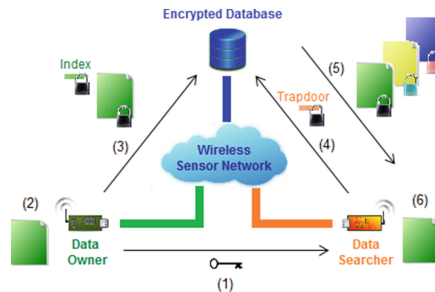 Encrypted Database
Index
(5)
Trapdoor
(3)
(4)
Wireless
Sensor Network
(2)
(6)
Data
Owner
Data
Searcher
(1)